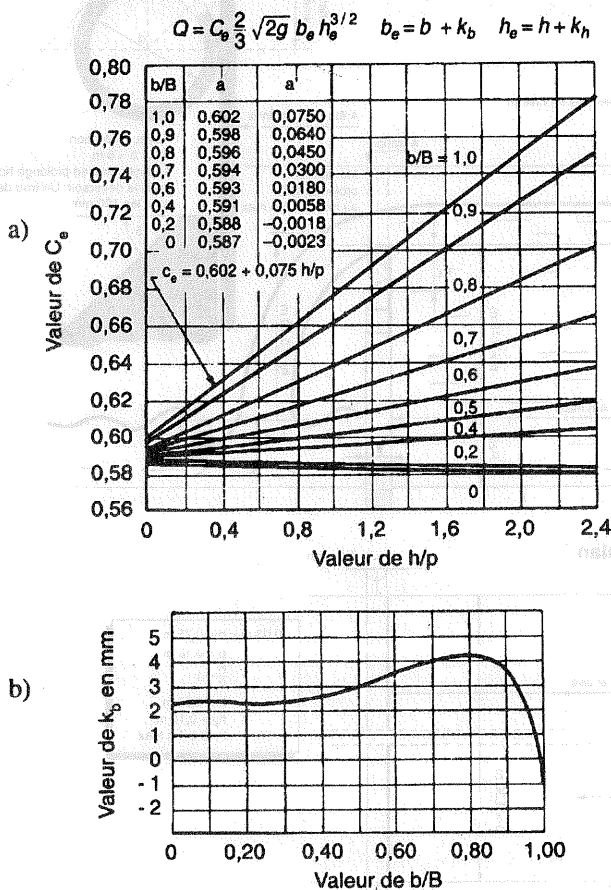 Q = Cₑ 2/3 √2g bₑ hₑ^3/2 bₑ = b + k_b hₑ = h + k_h
a)
Valeur de Cₑ
0,80
0,78
0,76
0,74
0,72
0,70
0,68
0,66
0,64
0,62
0,60
0,58
0,56
b/B a a'
1,0 0,602 0,0750
0,9 0,598 0,0640
0,8 0,596 0,0450
0,7 0,594 0,0300
0,6 0,593 0,0180
0,4 0,591 0,0058
0,2 0,588 –0,0018
0 0,587 –0,0023
cₑ = 0,602 + 0,075 h/p
b/B = 1,0
0,9
0,8
0,7
0,6
0,5
0,4
0,2
0
0 0,4 0,8 1,2 1,6 2,0 2,4
Valeur de h/p
b)
Valeur de k_b en mm
5
4
3
2
1
0
- 1
- 2
0 0,20 0,40 0,60 0,80 1,00
Valeur de b/B